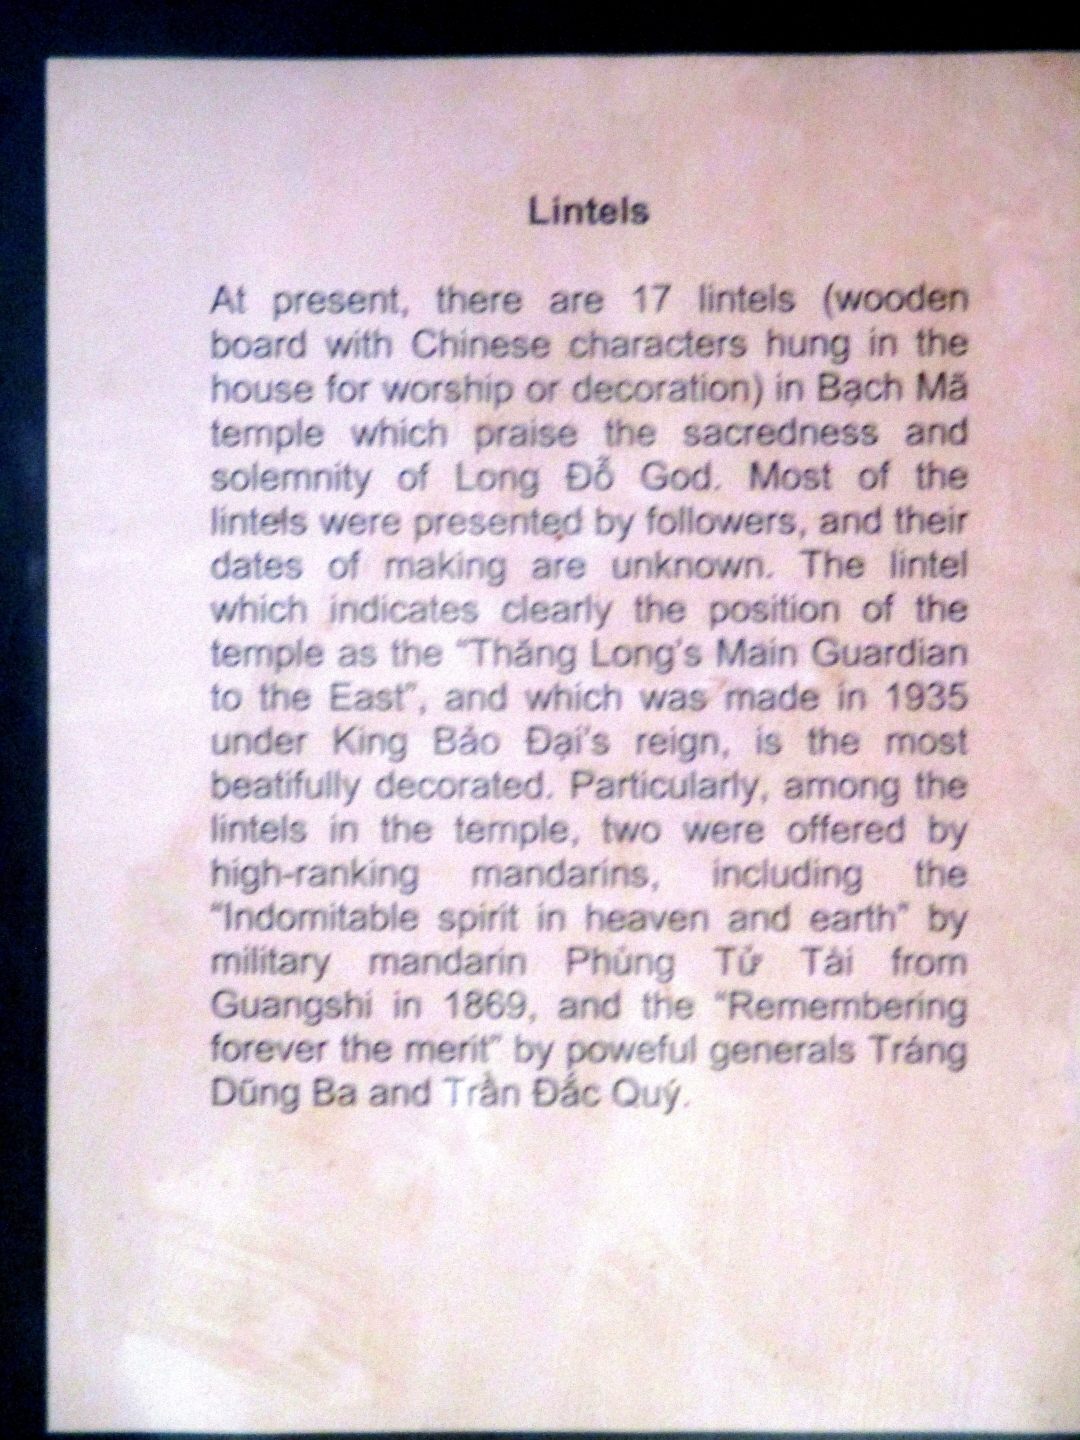 Lintels
At present, there are 17 lintels (wooden
board with Chinese characters hung in the
house for worship or decoration) in Bạch Mã
temple which praise the sacredness and
solemnity of Long Đỗ God. Most of the
lintels were presented by followers, and their
dates of making are unknown. The lintel
which indicates clearly the position of the
temple as the “Thăng Long’s Main Guardian
to the East”, and which was made in 1935
under King Bảo Đại’s reign, is the most
beatifully decorated. Particularly, among the
lintels in the temple, two were offered by
high-ranking mandarins, including the
“Indomitable spirit in heaven and earth” by
military mandarin Phùng Tử Tài from
Guangshi in 1869, and the “Remembering
forever the merit” by poweful generals Tráng
Dũng Ba and Trần Đắc Quý.